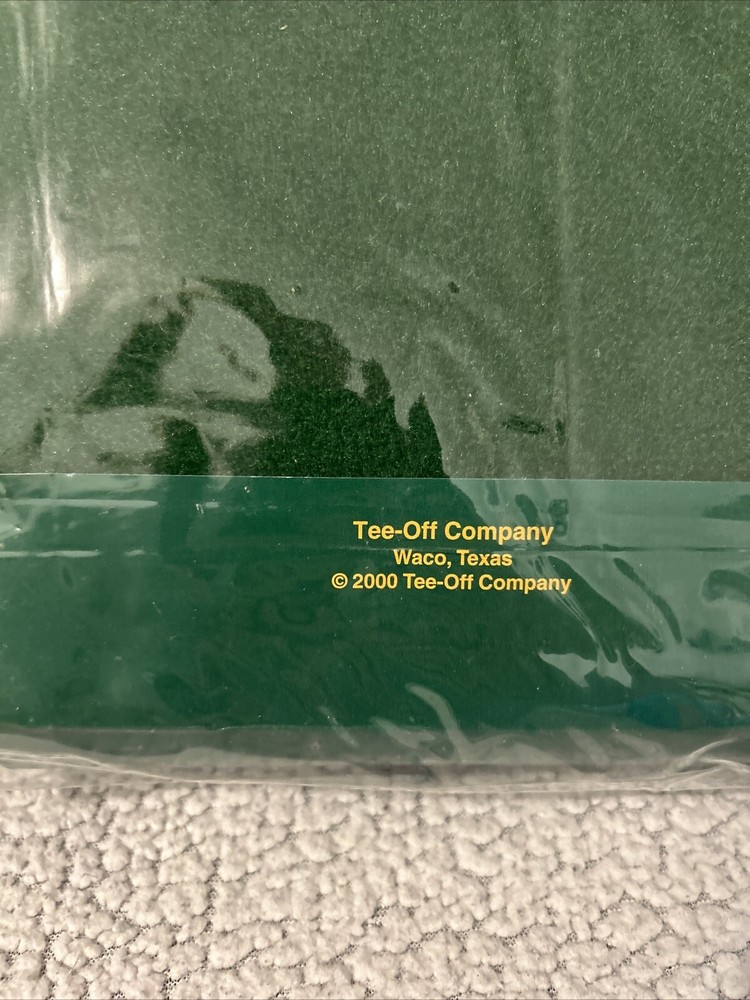 Tee-Off Company
Waco, Texas
© 2000 Tee-Off Company